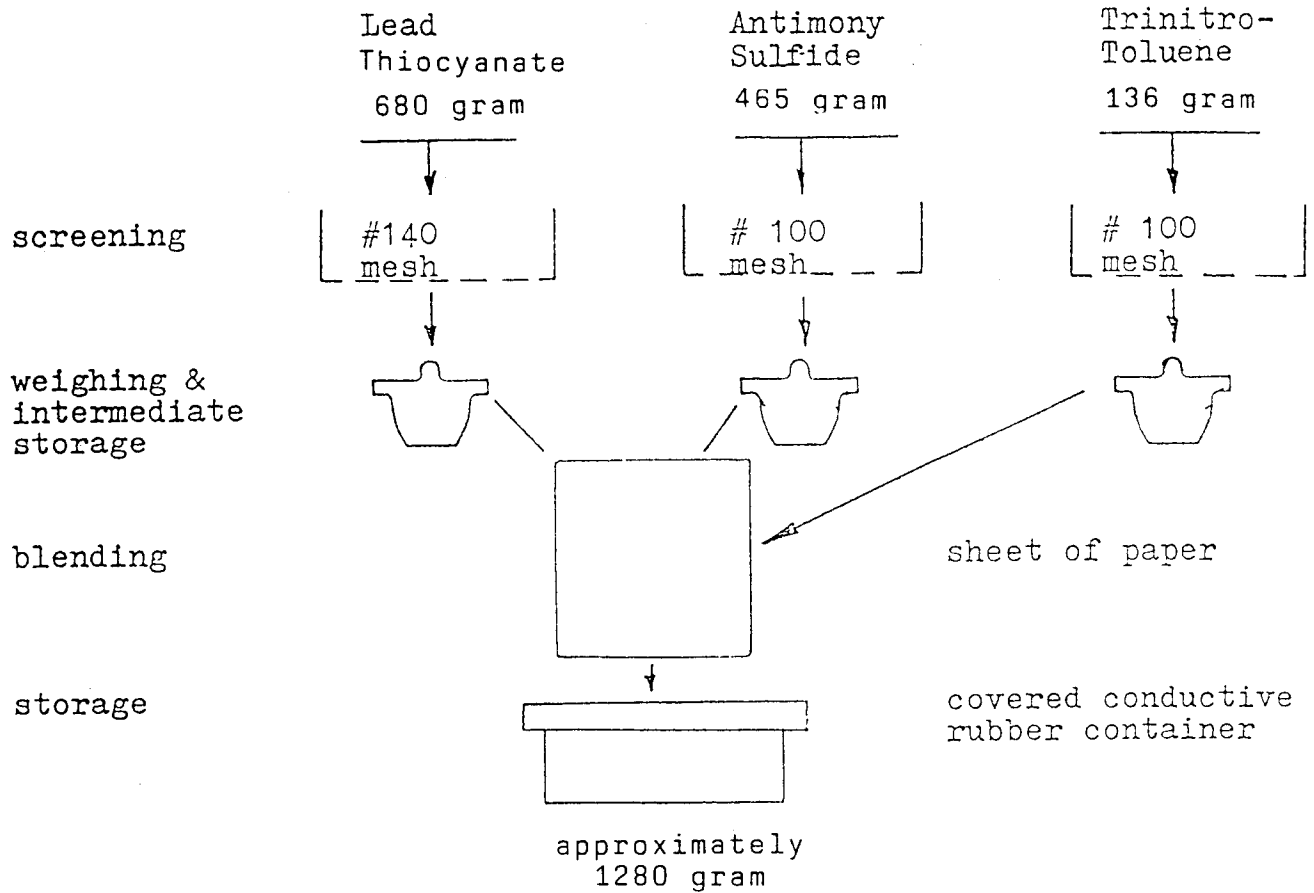 Lead
Thiocyanate
680 gram
Antimony
Sulfide
465 gram
Trinitro-
Toluene
136 gram
screening
#140
mesh
# 100
mesh
# 100
mesh
weighing &
intermediate
storage
blending
sheet of paper
storage
covered conductive
rubber container
approximately
1280 gram